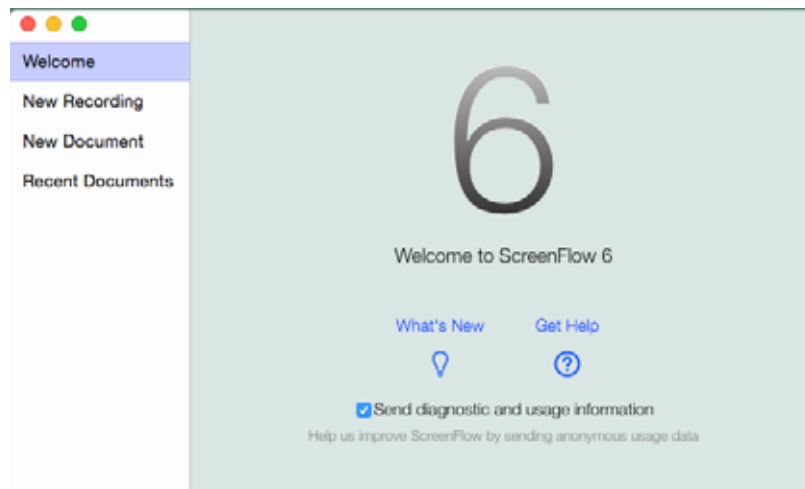 Welcome
New Recording
New Document
Recent Documents
6
Welcome to ScreenFlow 6
What's New
Get Help
Send diagnostic and usage information
Help us improve ScreenFlow by sending anonymous usage data